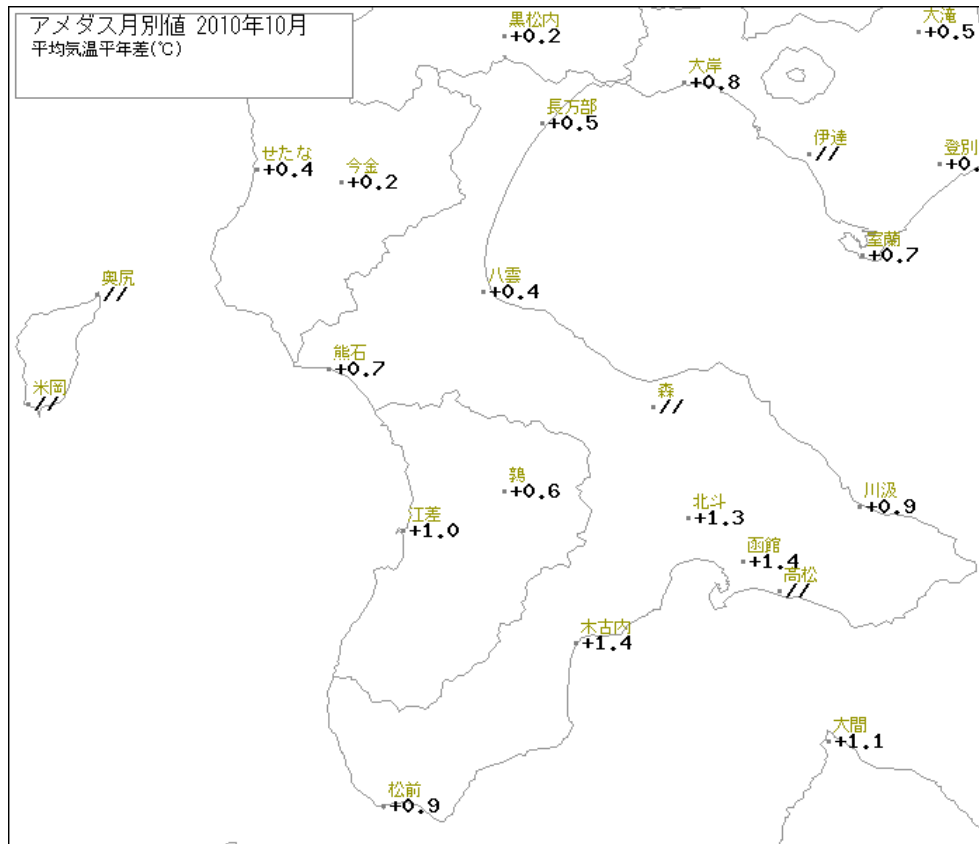 アメダス月別値 2010年10月
平均気温平年差(℃)
黒松内
+0.2
大滝
+0.5
大岸
+0.8
長万部
+0.5
伊達
//
登別
+0.
せたな
+0.4
今金
+0.2
室蘭
+0.7
奥尻
//
八雲
+0.4
熊石
+0.7
米岡
//
森
//
鶉
+0.6
川汲
+0.9
北斗
+1.3
江差
+1.0
函館
+1.4
高松
//
木古内
+1.4
大間
+1.1
松前
+0.9